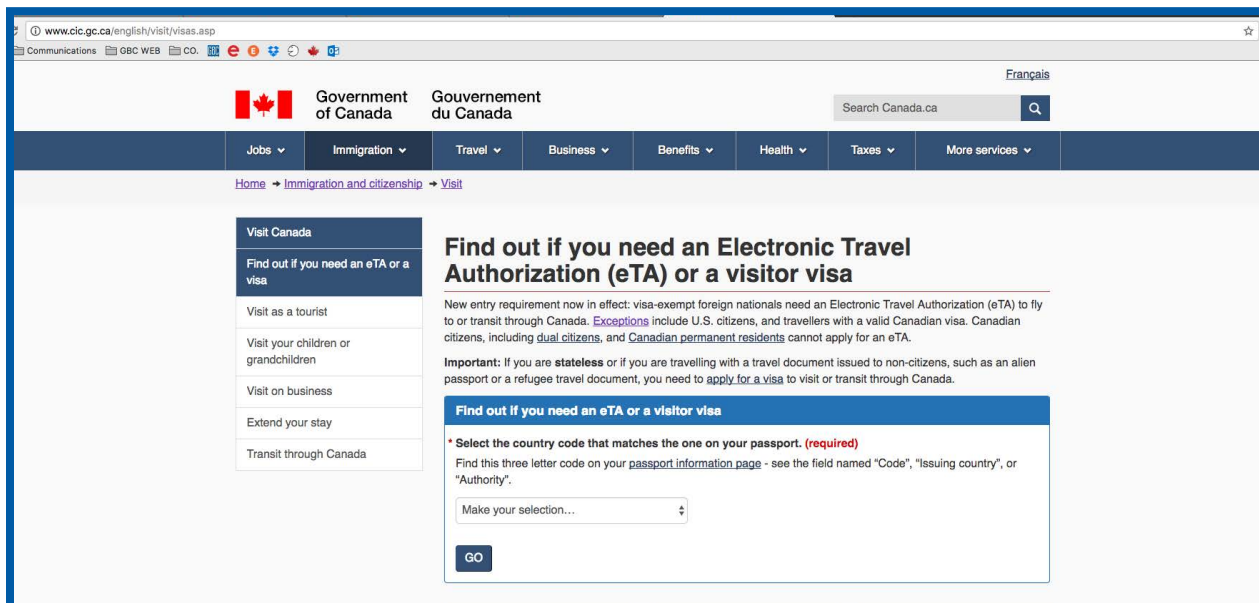 www.cic.gc.ca/english/visit/visas.asp
Communications GBC WEB CO.
Français
Government
of Canada
Gouvernement
du Canada
Search Canada.ca
Jobs Immigration Travel Business Benefits Health Taxes More services
Home → Immigration and citizenship → Visit
Visit Canada
Find out if you need an eTA or a
visa
Visit as a tourist
Visit your children or
grandchildren
Visit on business
Extend your stay
Transit through Canada
Find out if you need an Electronic Travel
Authorization (eTA) or a visitor visa
New entry requirement now in effect: visa-exempt foreign nationals need an Electronic Travel Authorization (eTA) to fly
to or transit through Canada. Exceptions include U.S. citizens, and travellers with a valid Canadian visa. Canadian
citizens, including dual citizens, and Canadian permanent residents cannot apply for an eTA.
Important: If you are stateless or if you are travelling with a travel document issued to non-citizens, such as an alien
passport or a refugee travel document, you need to apply for a visa to visit or transit through Canada.
Find out if you need an eTA or a visitor visa
* Select the country code that matches the one on your passport. (required)
Find this three letter code on your passport information page - see the field named “Code”, “Issuing country”, or
“Authority”.
Make your selection...
GO